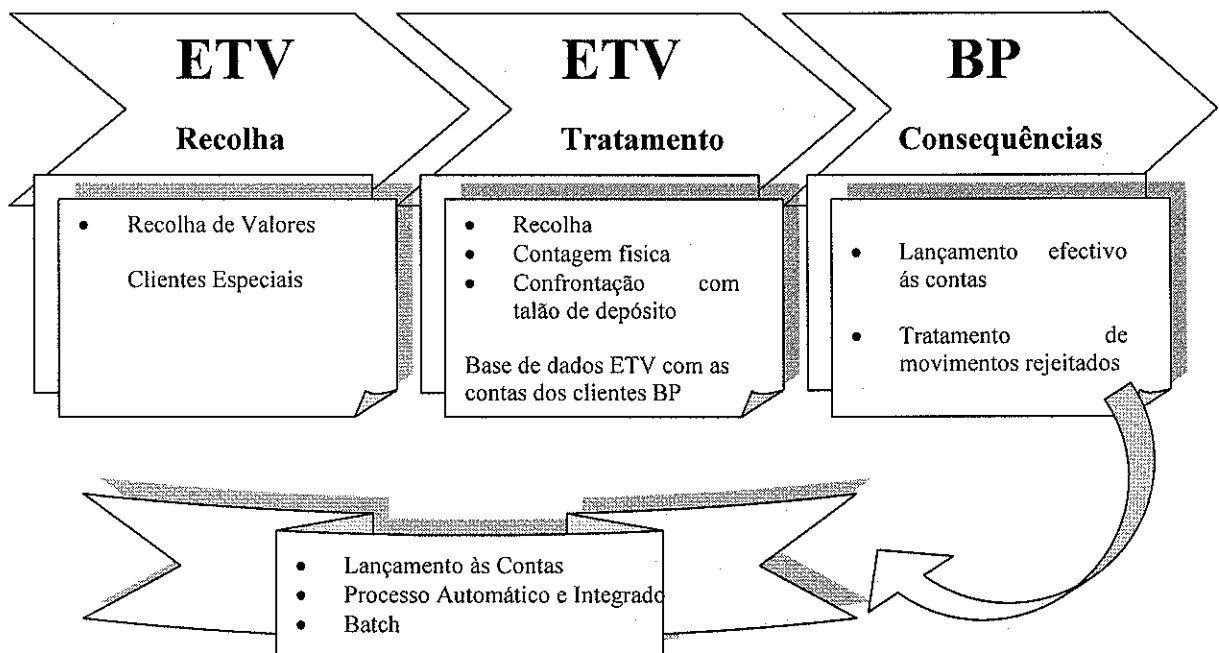 ETV
Recolha
• Recolha de Valores
Clientes Especiais
ETV
Tratamento
• Recolha
• Contagem fisica
• Confrontação com
talão de depósito
Base de dados ETV com as
contas dos clientes BP
BP
Consequências
• Lançamento efectivo
ás contas
• Tratamento de
movimentos rejeitados
• Lançamento às Contas
• Processo Automático e Integrado
• Batch